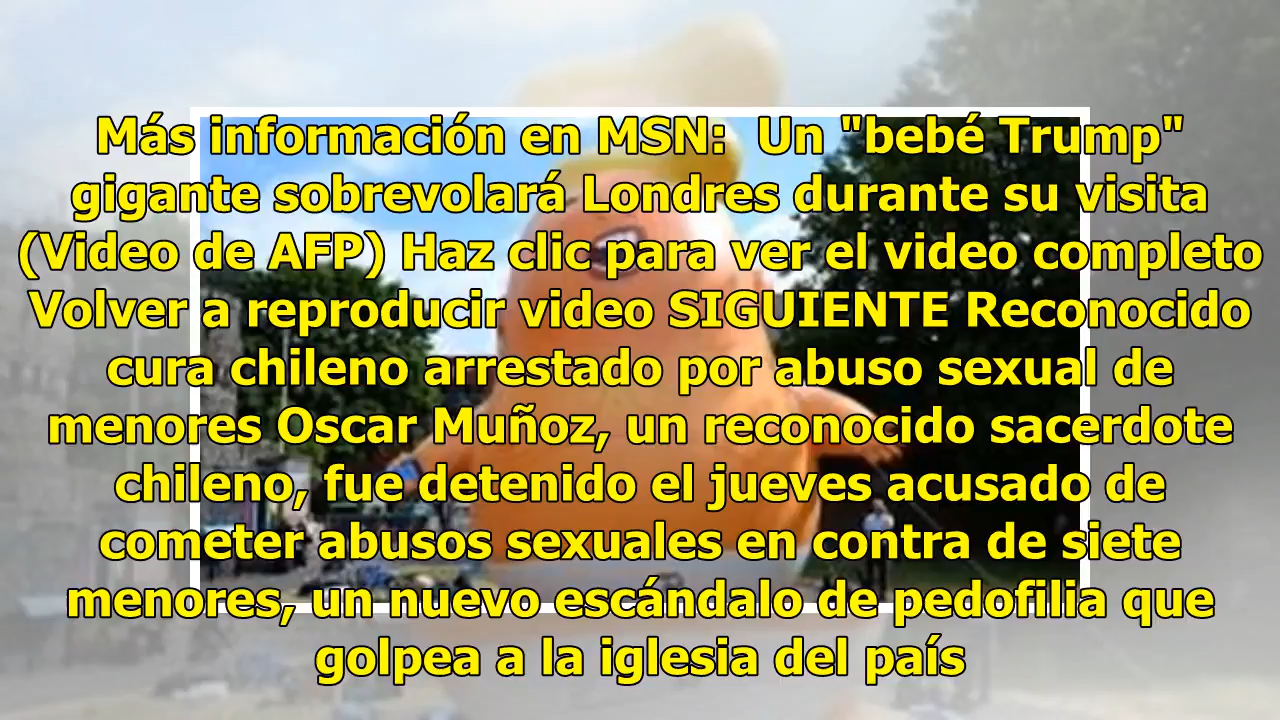 Más información en MSN:  Un "bebé Trump"
gigante sobrevolará Londres durante su visita
(Video de AFP) Haz clic para ver el video completo
Volver a reproducir video SIGUIENTE Reconocido
cura chileno arrestado por abuso sexual de
menores Oscar Muñoz, un reconocido sacerdote
chileno, fue detenido el jueves acusado de
cometer abusos sexuales en contra de siete
menores, un nuevo escándalo de pedofilia que
golpea a la iglesia del país